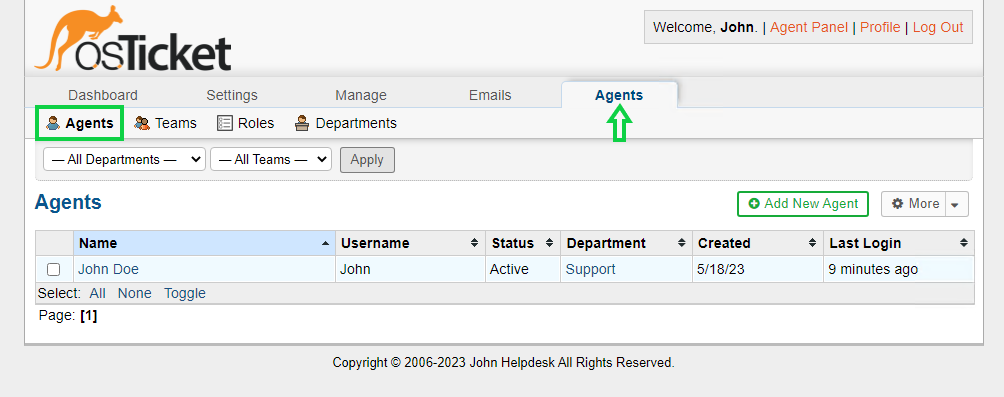 osTicket
Welcome, John. | Agent Panel | Profile | Log Out
Dashboard Settings Manage Emails Agents
Agents Teams Roles Departments
— All Departments — — All Teams — Apply
Agents Add New Agent More
Name Username Status Department Created Last Login
John Doe John Active Support 5/18/23 9 minutes ago
Select: All None Toggle
Page: [1]
Copyright © 2006-2023 John Helpdesk All Rights Reserved.